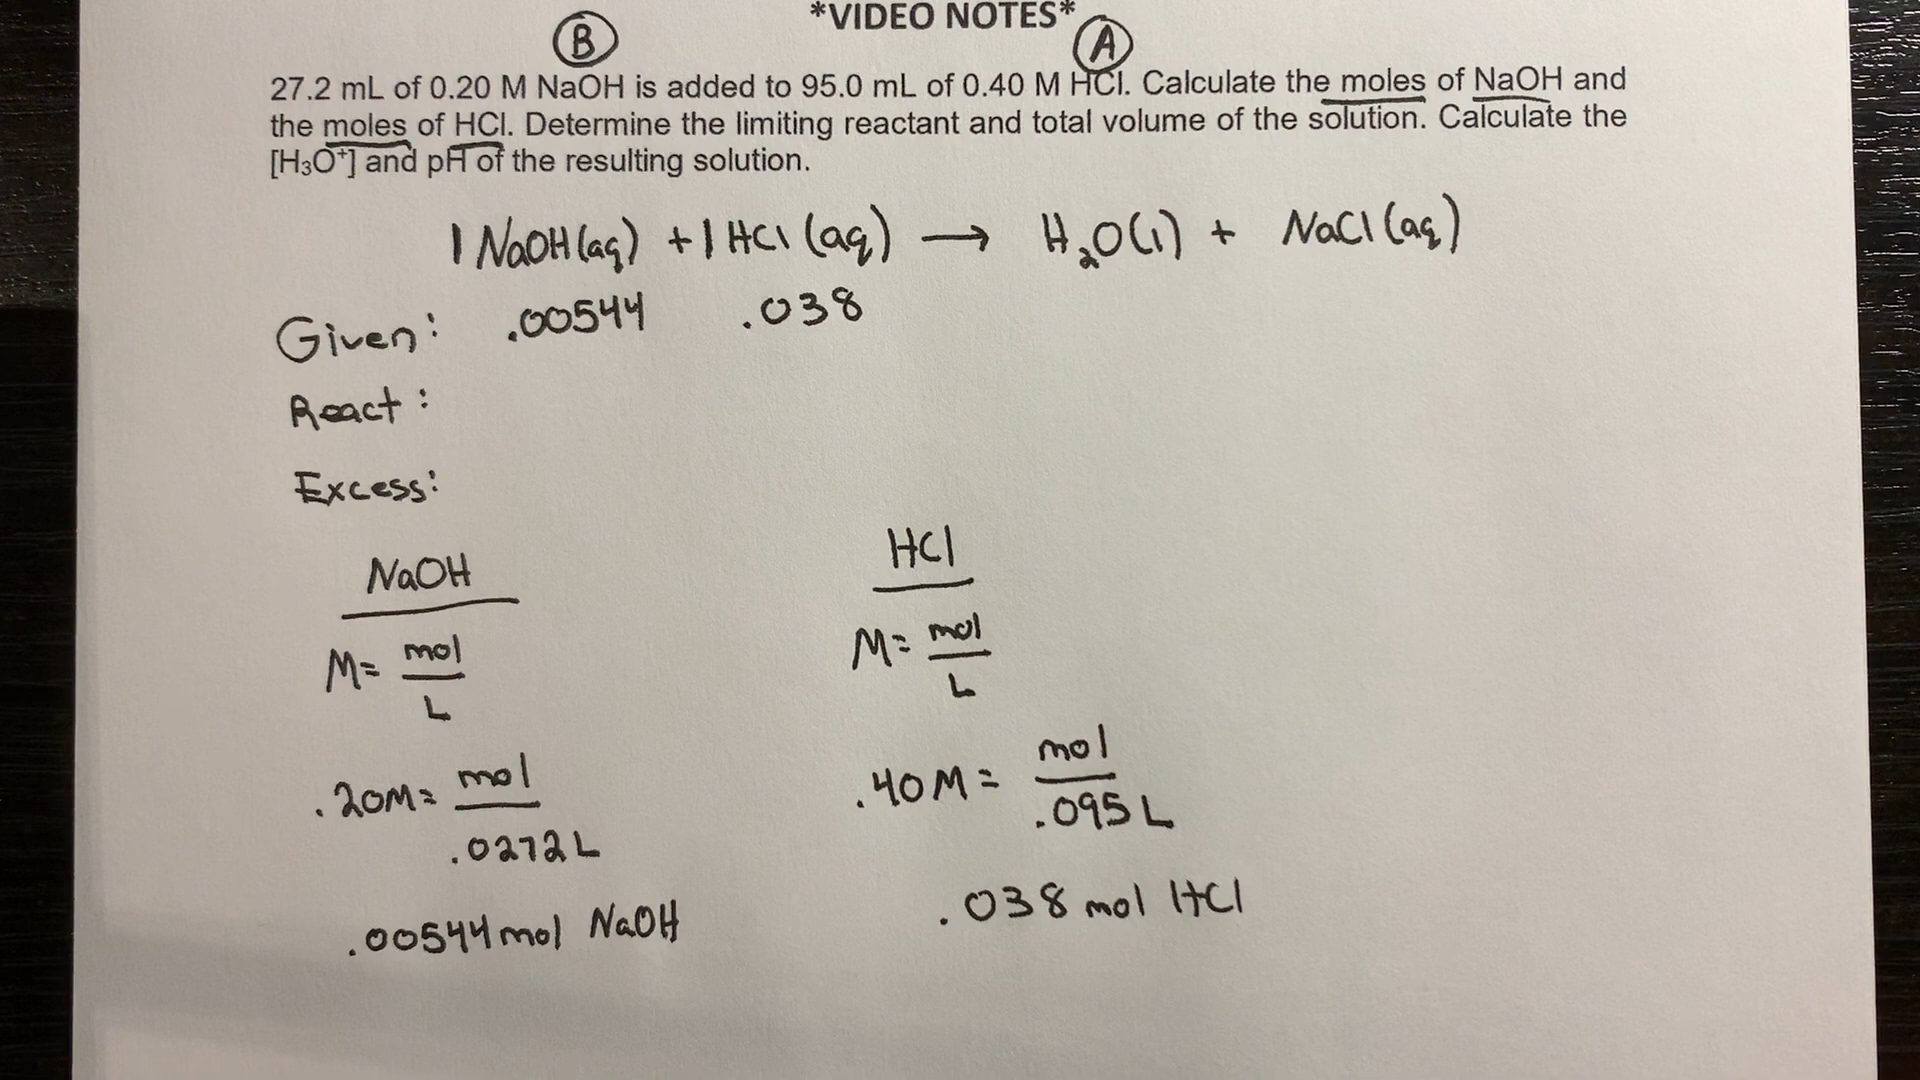 *VIDEO NOTES*
B A
27.2 mL of 0.20 M NaOH is added to 95.0 mL of 0.40 M HCl. Calculate the moles of NaOH and
the moles of HCl. Determine the limiting reactant and total volume of the solution. Calculate the
[H₃O⁺] and pH of the resulting solution.
1 NaOH (aq) + 1 HCl (aq) → H₂O(l) + NaCl (aq)
Given: .00544 .038
React:
Excess:
NaOH
M= mol
L
.20M= mol
.0272L
.00544mol NaOH
HCl
M= mol
L
.40M= mol
.095L
.038 mol HCl